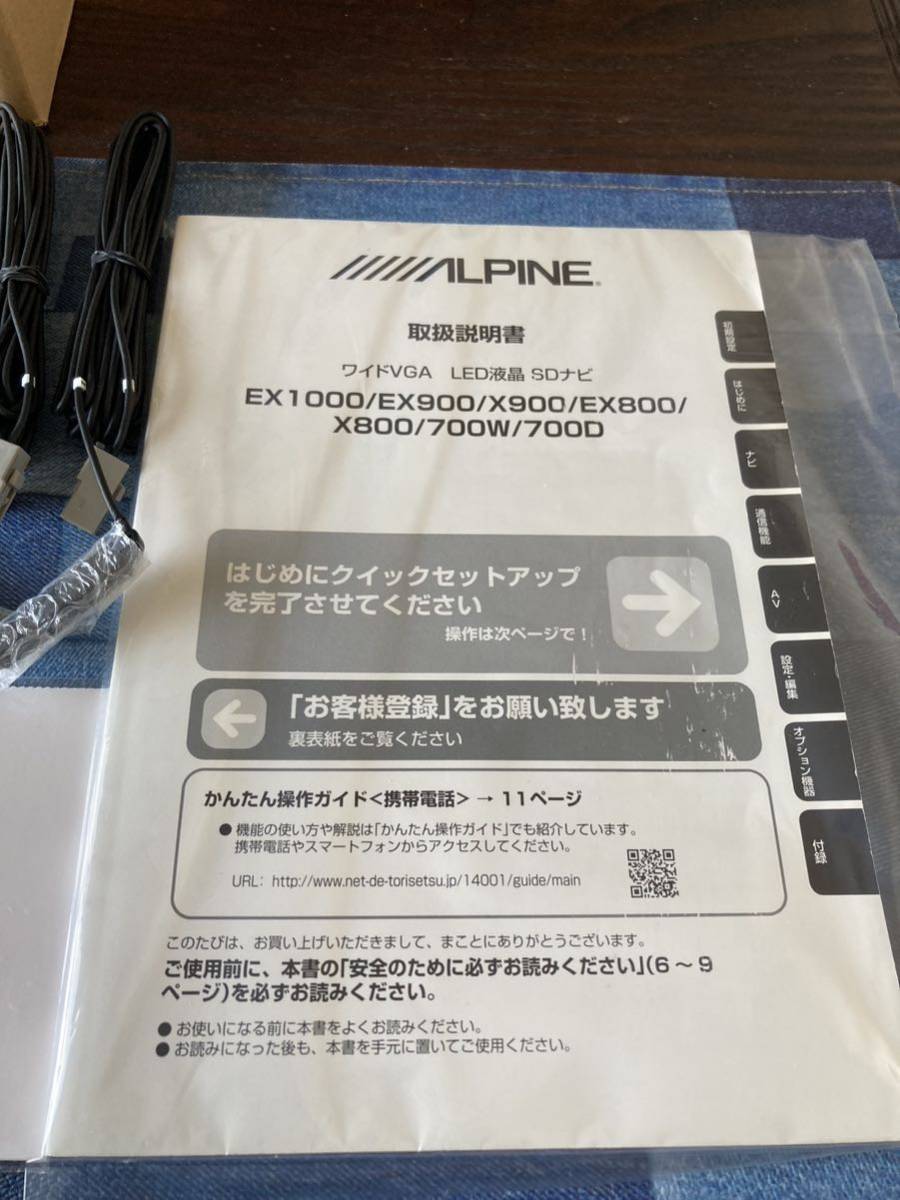 ALPINE
取扱説明書
ワイドVGA LED液晶 SDナビ
EX1000/EX900/X900/EX800/
X800/700W/700D
初期設定
はじめに
ナビ
通信機能
AV
設定・編集
オプション機器
付録
はじめにクイックセットアップ
を完了させてください
操作は次ページで！
「お客様登録」をお願い致します
裏表紙をご覧ください
かんたん操作ガイド<携帯電話> → 11ページ
● 機能の使い方や解説は「かんたん操作ガイド」でも紹介しています。
携帯電話やスマートフォンからアクセスしてください。
URL: http://www.net-de-torisetsu.jp/14001/guide/main
このたびは、お買い上げいただきまして、まことにありがとうございます。
ご使用前に、本書の「安全のために必ずお読みください」(6～9
ページ)を必ずお読みください。
● お使いになる前に本書をよくお読みください。
● お読みになった後も、本書を手元に置いてご使用ください。